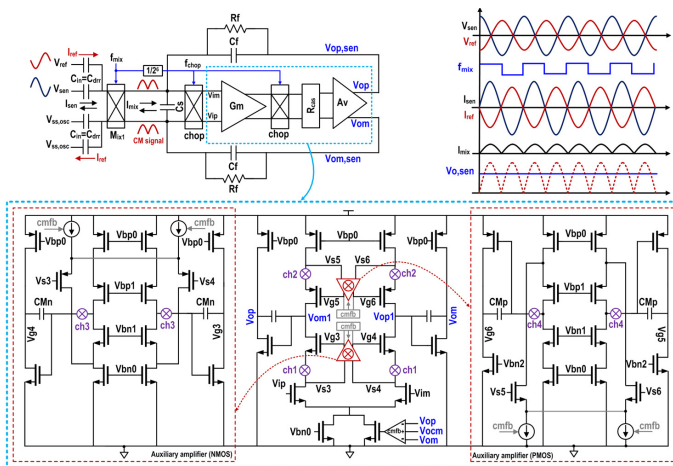 Rf
Cf
Iref
Vref
Cin=Cdrr
Vsen
Isen
Vss,osc
Cin=Cdrr
Vss,osc
Iref
fmix
1/2⁶
fchop
Imix
Mix1
CM signal
Cs
chop
Vim
Vip
Gm
chop
Rcas
Av
Vop
Vom
Vop,sen
Vom,sen
Cf
Rf
Vsen
Vref
fmix
Isen
Iref
Imix
Vo,sen
cmfb
cmfb
Vbp0
Vbp0
Vbp0
Vs3
Vs4
Vbp1
CMn
CMn
ch3
ch3
Vg4
Vg3
Vbn1
Vbn0
Auxiliary amplifier (NMOS)
Vbp0
Vbp0
Vbp0
Vs5
Vs6
ch2
ch2
Vg5
Vg6
cmfb
Vop
Vom1
Vop1
Vom
cmfb
Vg3
Vg4
ch1
ch1
Vs3
Vs4
Vip
Vim
Vbn0
cmfb
Vop
Vocm
Vom
Vbp0
Vbp1
CMp
CMp
ch4
ch4
Vg6
Vg5
Vbn1
Vbn2
Vbn2
Vbn0
Vs5
Vs6
cmfb
cmfb
Auxiliary amplifier (PMOS)